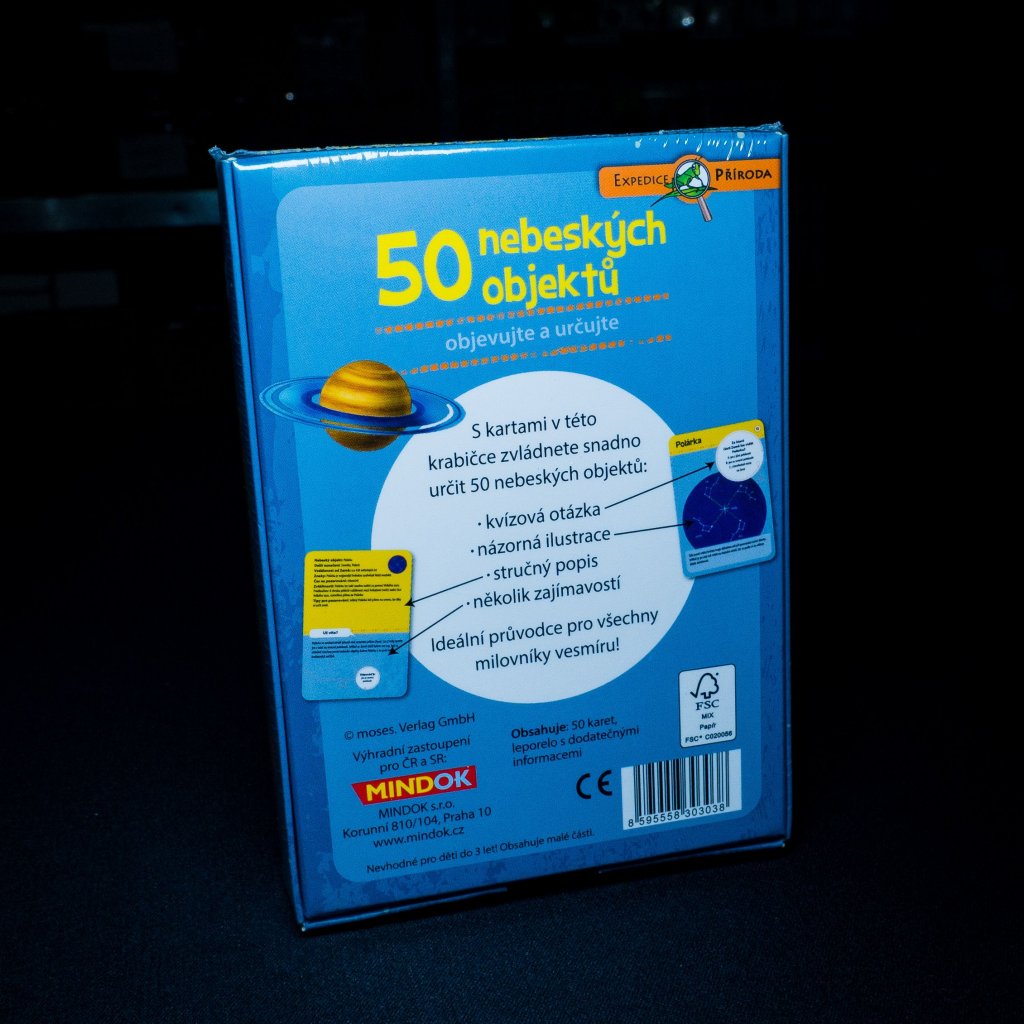 EXPEDICE PŘÍRODA
50 nebeských
objektů
objevujte a určujte
S kartami v této
krabičce zvládnete snadno
určit 50 nebeských objektů:
· kvízová otázka
· názorná ilustrace
· stručný popis
· několik zajímavostí
Ideální průvodce pro všechny
milovníky vesmíru!
Polárka
Už víte?
© moses. Verlag GmbH
Výhradní zastoupení
pro ČR a SR:
MINDOK
MINDOK s.r.o.
Korunní 810/104, Praha 10
www.mindok.cz
Obsahuje: 50 karet,
leporelo s dodatečnými
informacemi
FSC
MIX
Papír
FSC® C020056
CE
8 595558 303038
Nevhodné pro děti do 3 let! Obsahuje malé části.